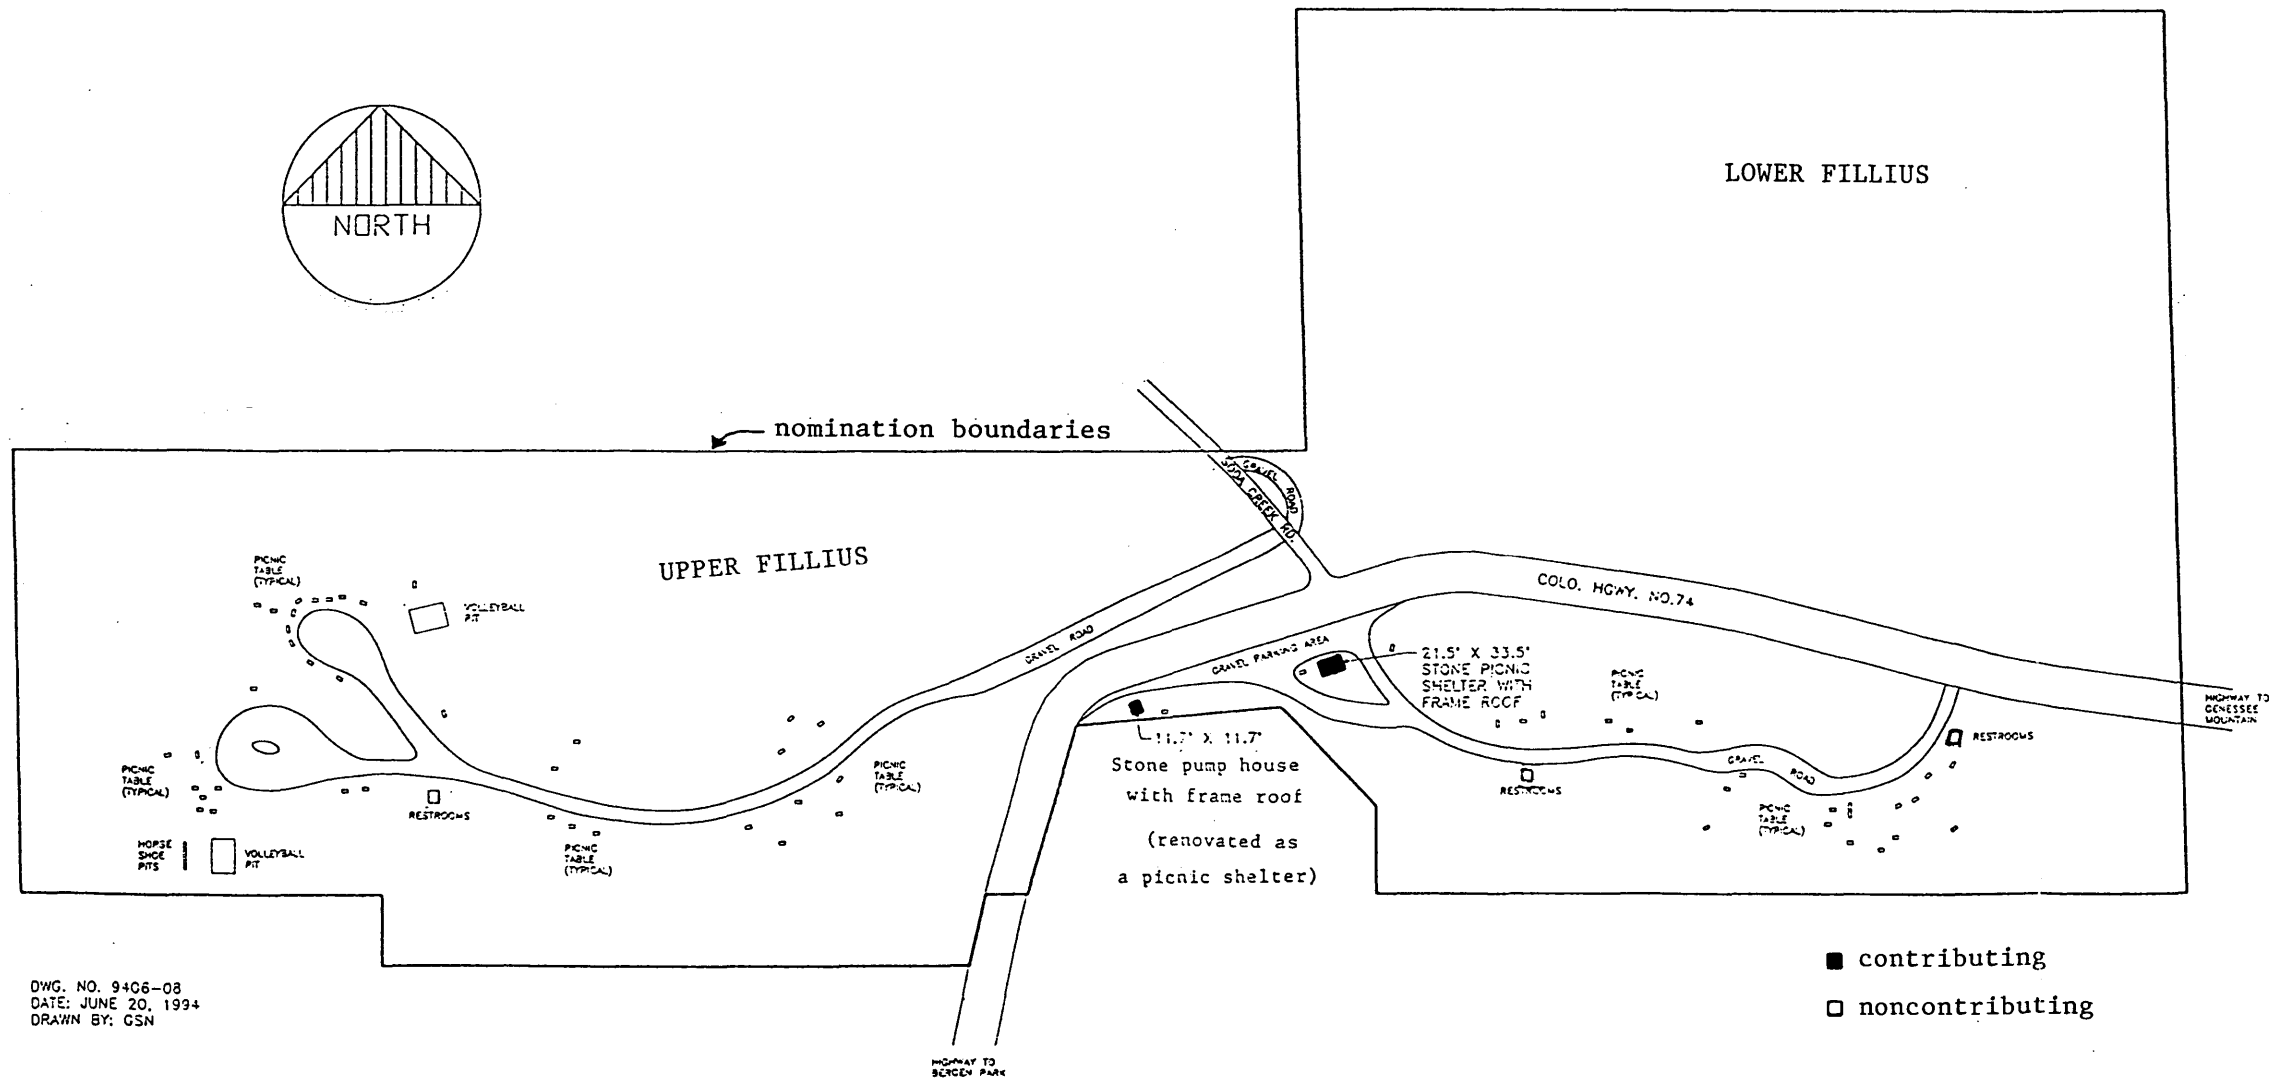 LOWER FILLIUS
NORTH
nomination boundaries
GRAVEL ROAD
SODA CREEK RD.
UPPER FILLIUS
PICNIC
TABLE
(TYPICAL)
VOLLEYBALL
PIT
COLO. HGWY. NO.74
GRAVEL ROAD
GRAVEL PARKING AREA
21.5' X 33.5'
STONE PICNIC
SHELTER WITH
FRAME ROOF
PICNIC
TABLE
(TYPICAL)
HIGHWAY TO
GENESSEE
MOUNTAIN
RESTROOMS
11.7' X 11.7'
Stone pump house
with frame roof
(renovated as
a picnic shelter)
PICNIC
TABLE
(TYPICAL)
PICNIC
TABLE
(TYPICAL)
GRAVEL ROAD
RESTROOMS
RESTROOMS
PICNIC
TABLE
(TYPICAL)
HORSE
SHOE
PITS
VOLLEYBALL
PIT
PICNIC
TABLE
(TYPICAL)
contributing
noncontributing
DWG. NO. 9406-08
DATE: JUNE 20, 1994
DRAWN BY: GSN
HIGHWAY TO
BERGEN PARK